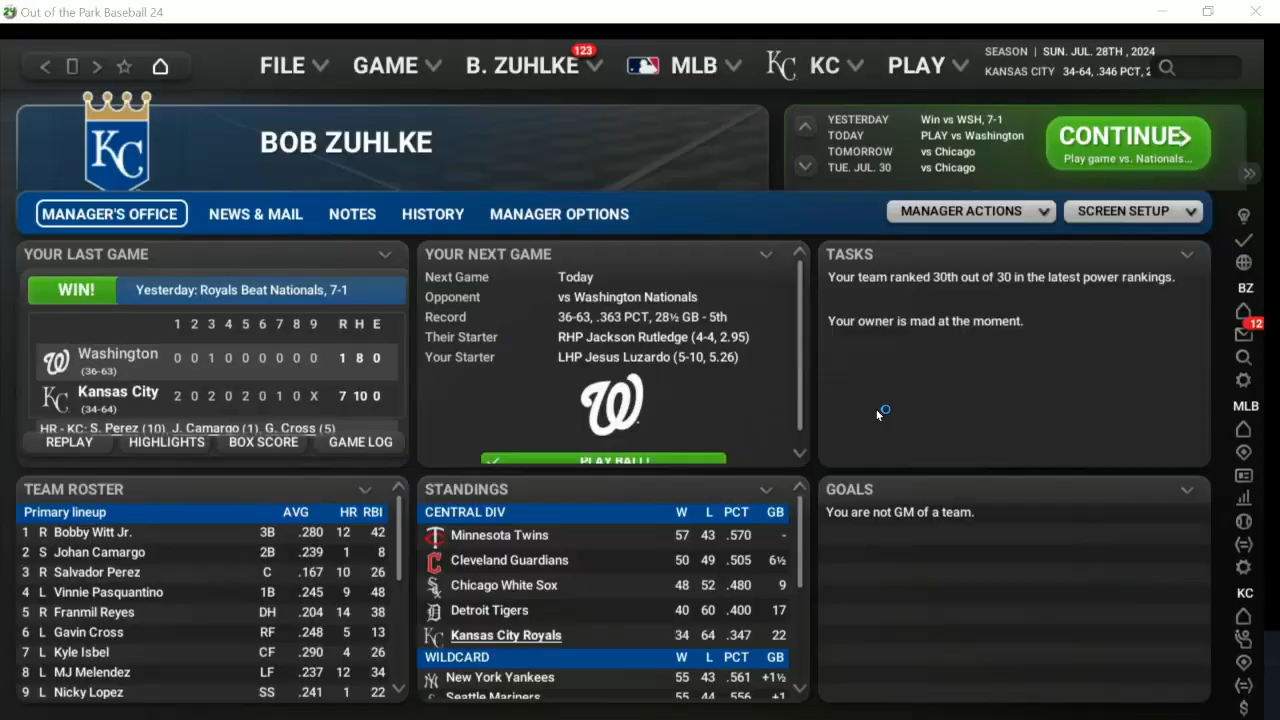 Out of the Park Baseball 24
FILE GAME B. ZUHLKE 123 MLB KC PLAY
SEASON | SUN. JUL. 28TH , 2024
KANSAS CITY 34-64, .346 PCT, 2
BOB ZUHLKE
YESTERDAY Win vs WSH, 7-1
TODAY PLAY vs Washington
TOMORROW vs Chicago
TUE. JUL. 30 vs Chicago
CONTINUE
Play game vs. Nationals...
MANAGER'S OFFICE NEWS & MAIL NOTES HISTORY MANAGER OPTIONS MANAGER ACTIONS SCREEN SETUP
YOUR LAST GAME
WIN! Yesterday: Royals Beat Nationals, 7-1
1 2 3 4 5 6 7 8 9 R H E
Washington 0 0 1 0 0 0 0 0 0 1 8 0
(36-63)
Kansas City 2 0 2 0 2 0 1 0 X 7 10 0
(34-64)
HR - KC: S. Perez (10), J. Camargo (1), G. Cross (5)
REPLAY HIGHLIGHTS BOX SCORE GAME LOG
YOUR NEXT GAME
Next Game Today
Opponent vs Washington Nationals
Record 36-63, .363 PCT, 28½ GB - 5th
Their Starter RHP Jackson Rutledge (4-4, 2.95)
Your Starter LHP Jesus Luzardo (5-10, 5.26)
PLAY BALL!
TASKS
Your team ranked 30th out of 30 in the latest power rankings.
Your owner is mad at the moment.
TEAM ROSTER
Primary lineup AVG HR RBI
1 R Bobby Witt Jr. 3B .280 12 42
2 S Johan Camargo 2B .239 1 8
3 R Salvador Perez C .167 10 26
4 L Vinnie Pasquantino 1B .245 9 48
5 R Franmil Reyes DH .204 14 38
6 L Gavin Cross RF .248 5 13
7 L Kyle Isbel CF .290 4 26
8 L MJ Melendez LF .237 12 34
9 L Nicky Lopez SS .241 1 22
STANDINGS
CENTRAL DIV W L PCT GB
Minnesota Twins 57 43 .570 -
Cleveland Guardians 50 49 .505 6½
Chicago White Sox 48 52 .480 9
Detroit Tigers 40 60 .400 17
Kansas City Royals 34 64 .347 22
WILDCARD W L PCT GB
New York Yankees 55 43 .561 +1½
Seattle Mariners 55 44 .556 +1
GOALS
You are not GM of a team.
BZ
12
MLB
KC